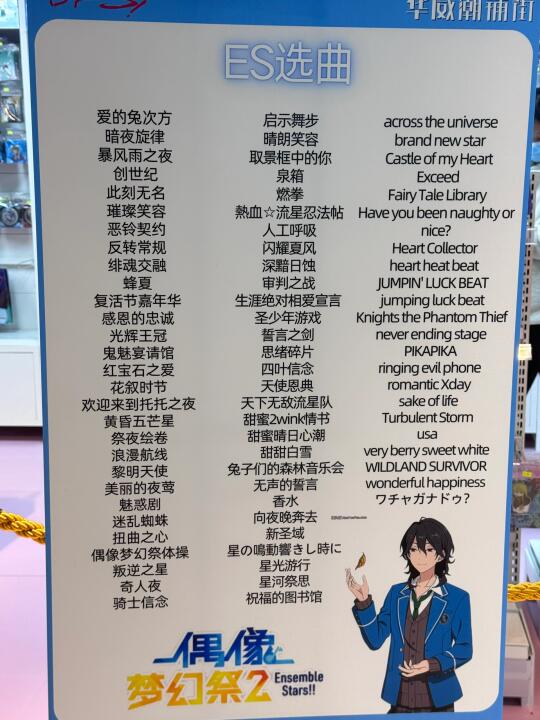 华威潮铺街
ES选曲
爱的兔次方
暗夜旋律
暴风雨之夜
创世纪
此刻无名
璀璨笑容
恶铃契约
反转常规
绯魂交融
蜂夏
复活节嘉年华
感恩的忠诚
光辉王冠
鬼魅宴请馆
红宝石之爱
花叙时节
欢迎来到托托之夜
黄昏五芒星
祭夜绘卷
浪漫航线
黎明天使
美丽的夜莺
魅惑剧
迷乱蜘蛛
扭曲之心
偶像梦幻祭体操
叛逆之星
奇人夜
骑士信念
启示舞步
晴朗笑容
取景框中的你
泉箱
燃拳
熱血☆流星忍法帖
人工呼吸
闪耀夏风
深黯日蚀
审判之战
生涯绝对相爱宣言
圣少年游戏
誓言之剑
思绪碎片
四叶信念
天使恩典
天下无敌流星队
甜蜜2wink情书
甜蜜晴日心潮
甜甜白雪
兔子们的森林音乐会
无声的誓言
香水
向夜晚奔去
新圣域
星の鳴動響きし時に
星光游行
星河祭思
祝福的图书馆
across the universe
brand new star
Castle of my Heart
Exceed
Fairy Tale Library
Have you been naughty or
nice?
Heart Collector
heart heat beat
JUMPIN' LUCK BEAT
jumping luck beat
Knights the Phantom Thief
never ending stage
PIKAPIKA
ringing evil phone
romantic Xday
sake of life
Turbulent Storm
usa
very berry sweet white
WILDLAND SURVIVOR
wonderful happiness
ワチャガナドゥ?
偶像
梦幻祭2
Ensemble
Stars!!